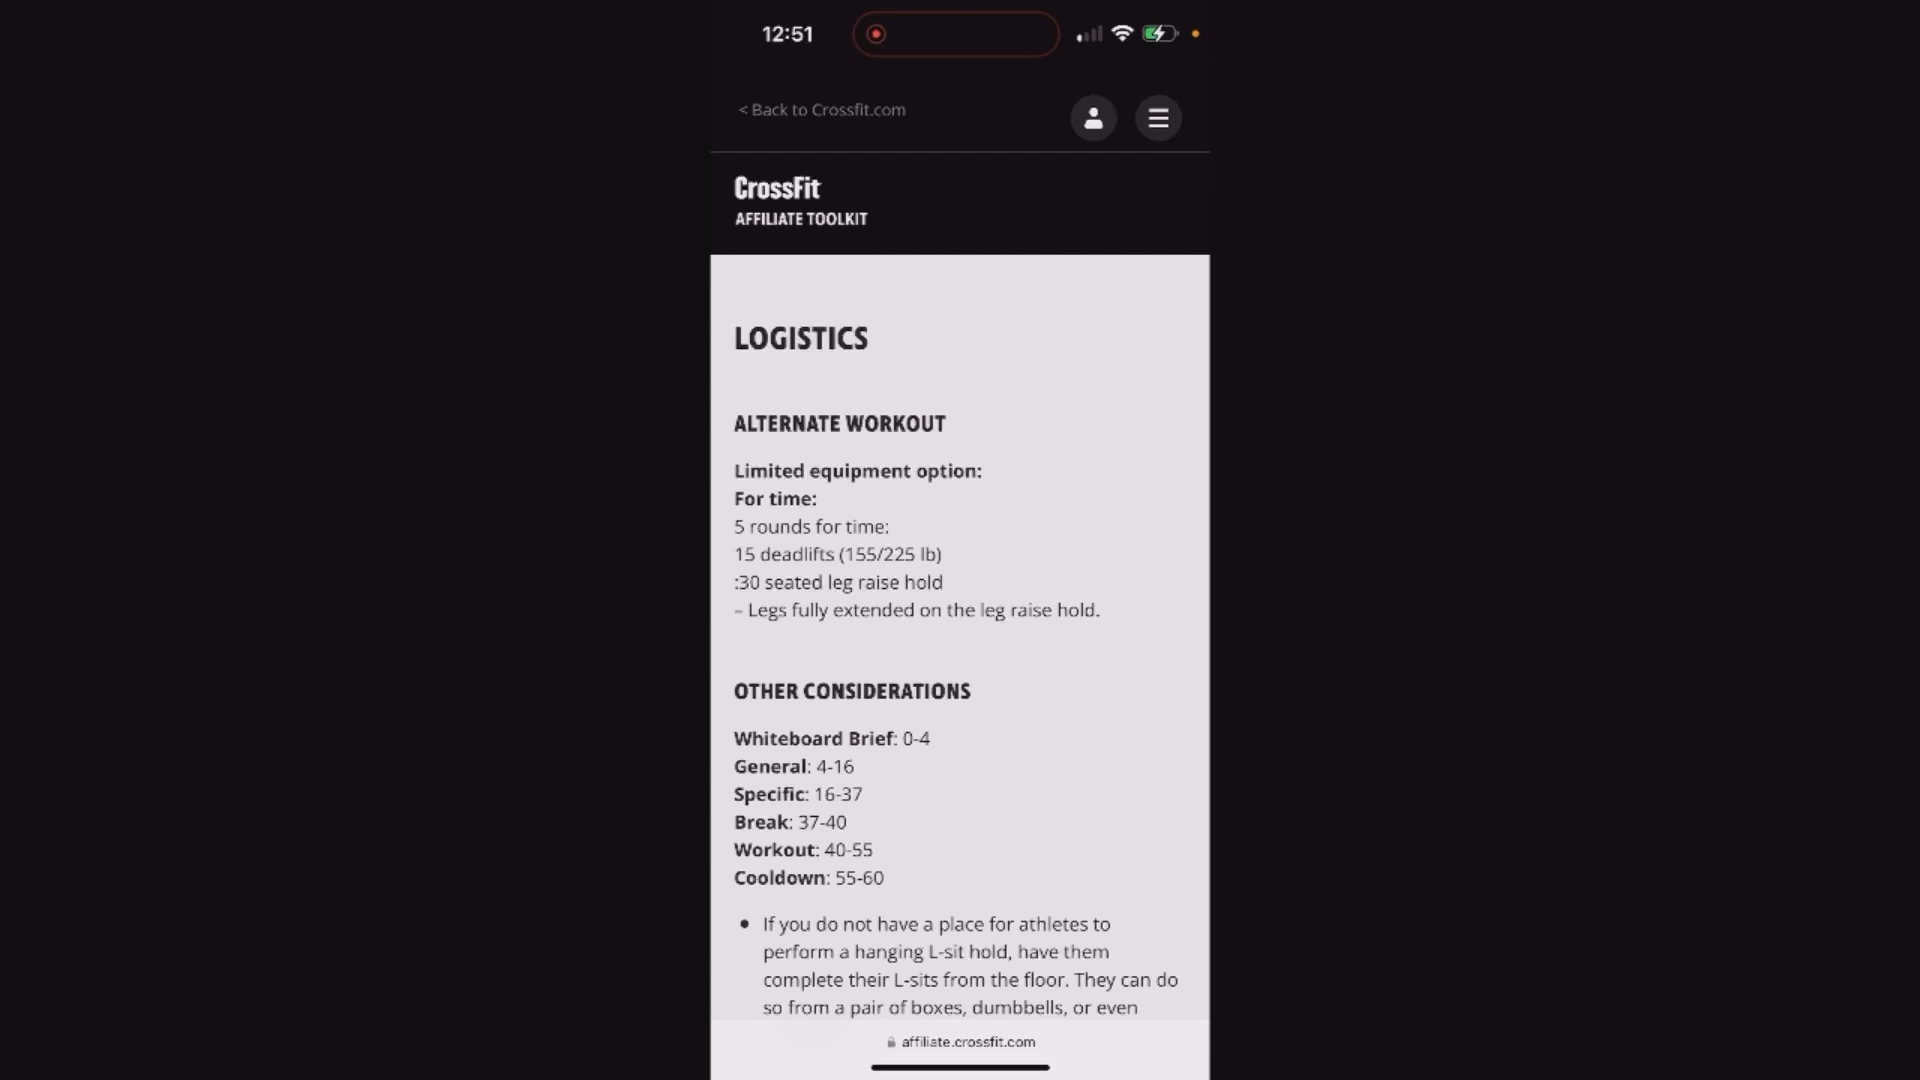 12:51
< Back to Crossfit.com
CrossFit
AFFILIATE TOOLKIT
LOGISTICS
ALTERNATE WORKOUT
Limited equipment option:
For time:
5 rounds for time:
15 deadlifts (155/225 lb)
:30 seated leg raise hold
– Legs fully extended on the leg raise hold.
OTHER CONSIDERATIONS
Whiteboard Brief: 0-4
General: 4-16
Specific: 16-37
Break: 37-40
Workout: 40-55
Cooldown: 55-60
• If you do not have a place for athletes to
perform a hanging L-sit hold, have them
complete their L-sits from the floor. They can do
so from a pair of boxes, dumbbells, or even
affiliate.crossfit.com